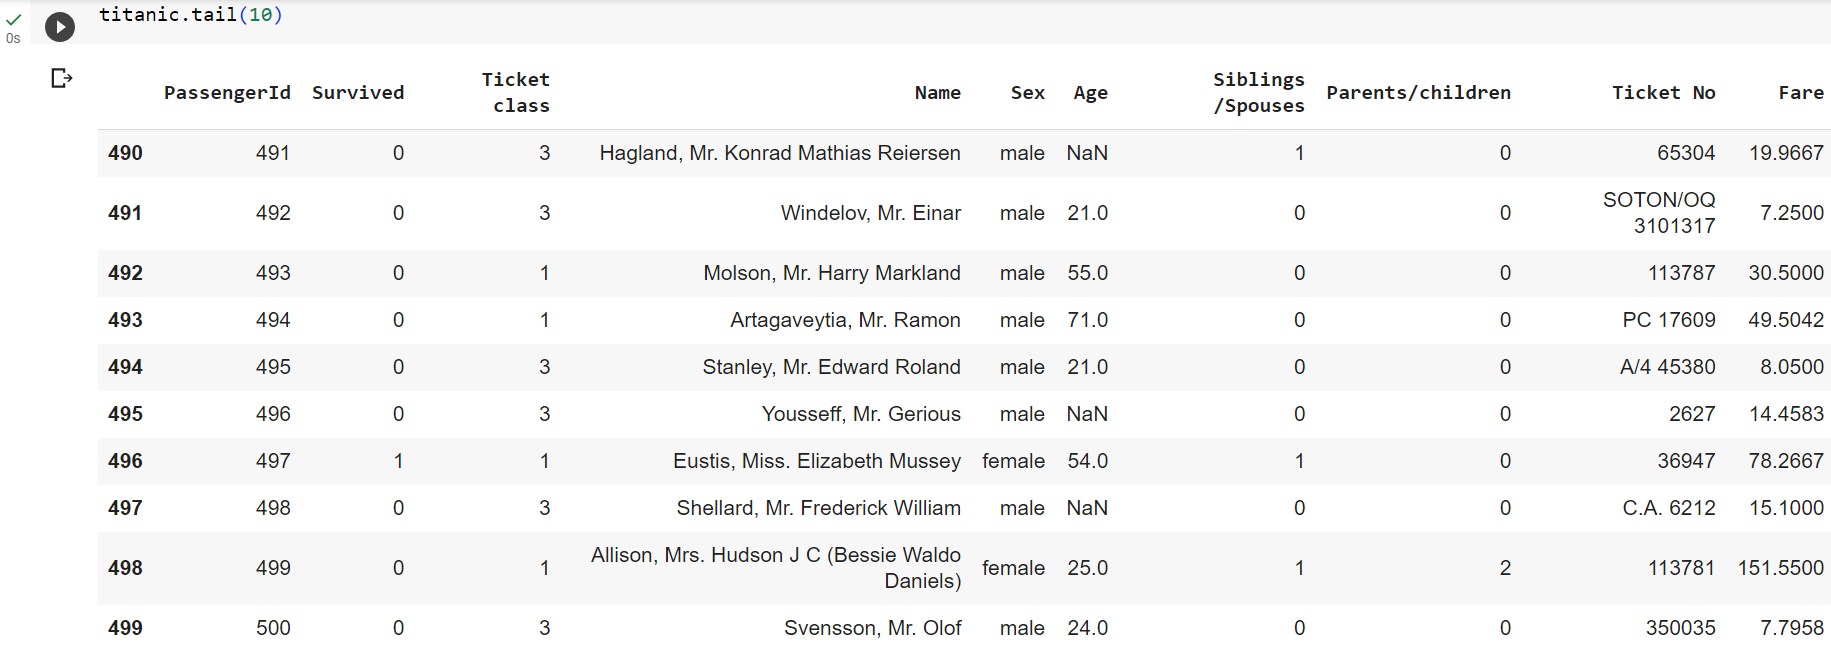 titanic.tail(10)
0s
PassengerId Survived Ticket class Name Sex Age Siblings /Spouses Parents/children Ticket No Fare
490 491 0 3 Hagland, Mr. Konrad Mathias Reiersen male NaN 1 0 65304 19.9667
491 492 0 3 Windelov, Mr. Einar male 21.0 0 0 SOTON/OQ 3101317 7.2500
492 493 0 1 Molson, Mr. Harry Markland male 55.0 0 0 113787 30.5000
493 494 0 1 Artagaveytia, Mr. Ramon male 71.0 0 0 PC 17609 49.5042
494 495 0 3 Stanley, Mr. Edward Roland male 21.0 0 0 A/4 45380 8.0500
495 496 0 3 Yousseff, Mr. Gerious male NaN 0 0 2627 14.4583
496 497 1 1 Eustis, Miss. Elizabeth Mussey female 54.0 1 0 36947 78.2667
497 498 0 3 Shellard, Mr. Frederick William male NaN 0 0 C.A. 6212 15.1000
498 499 0 1 Allison, Mrs. Hudson J C (Bessie Waldo Daniels) female 25.0 1 2 113781 151.5500
499 500 0 3 Svensson, Mr. Olof male 24.0 0 0 350035 7.7958